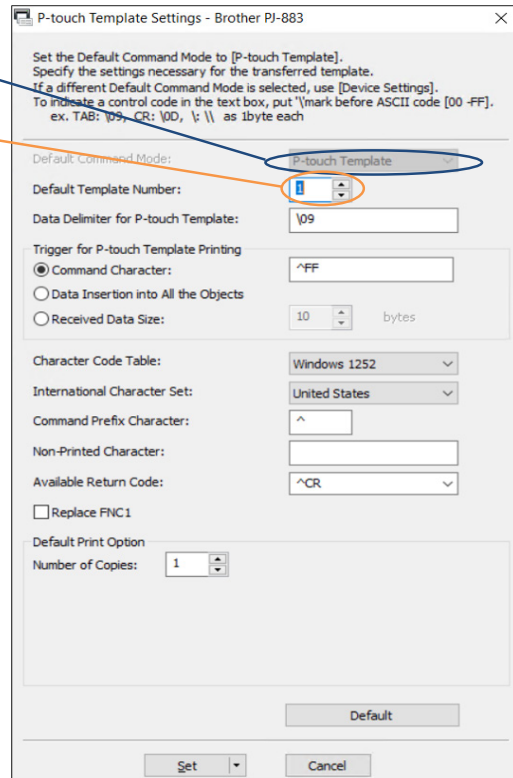 P-touch Template Settings - Brother PJ-883
Set the Default Command Mode to [P-touch Template].
Specify the settings necessary for the transferred template.
If a different Default Command Mode is selected, use [Device Settings].
To indicate a control code in the text box, put '\'mark before ASCII code [00 -FF].
ex. TAB: \09, CR: \0D, \: \\ as 1byte each
Default Command Mode: P-touch Template
Default Template Number: 1
Data Delimiter for P-touch Template: \09
Trigger for P-touch Template Printing
Command Character: ^FF
Data Insertion into All the Objects
Received Data Size: 10 bytes
Character Code Table: Windows 1252
International Character Set: United States
Command Prefix Character: ^
Non-Printed Character:
Available Return Code: ^CR
Replace FNC1
Default Print Option
Number of Copies: 1
Default
Set Cancel